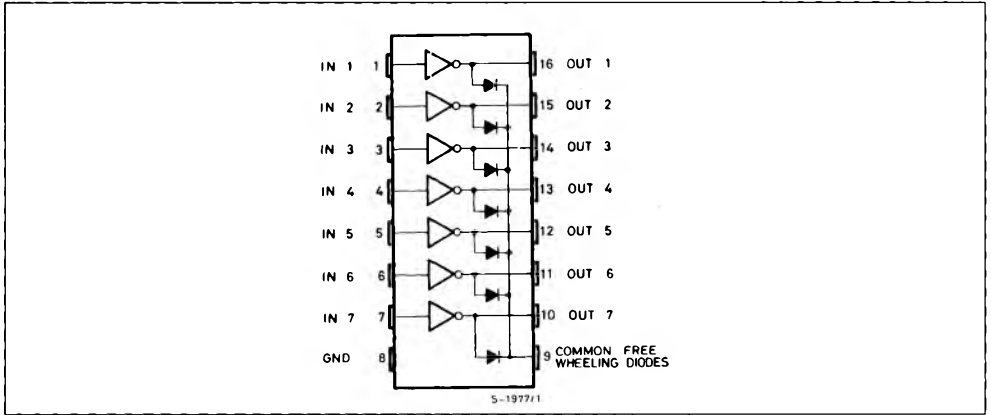 IN 1 1 16 OUT 1
IN 2 2 15 OUT 2
IN 3 3 14 OUT 3
IN 4 4 13 OUT 4
IN 5 5 12 OUT 5
IN 6 6 11 OUT 6
IN 7 7 10 OUT 7
GND 8 9 COMMON FREE
WHEELING DIODES
S-1977/1